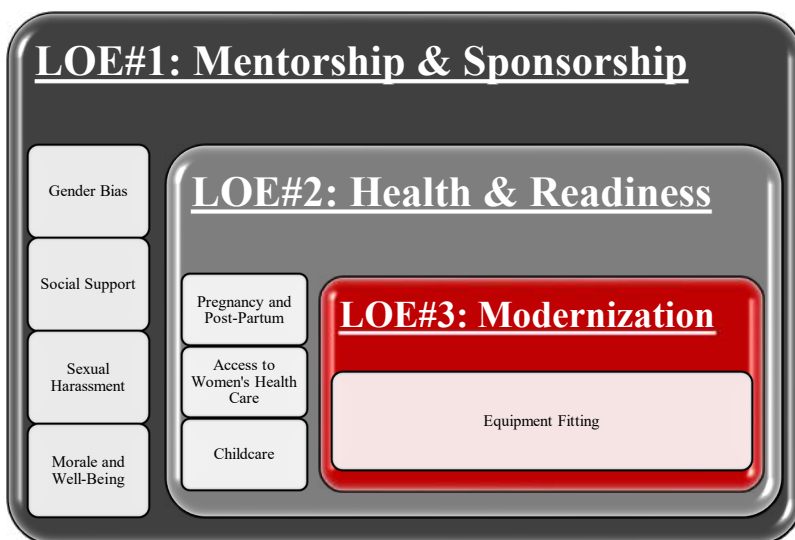 LOE#1: Mentorship & Sponsorship
Gender Bias
Social Support
Sexual
Harassment
Morale and
Well-Being
LOE#2: Health & Readiness
Pregnancy and
Post-Partum
Access to
Women's Health
Care
Childcare
LOE#3: Modernization
Equipment Fitting